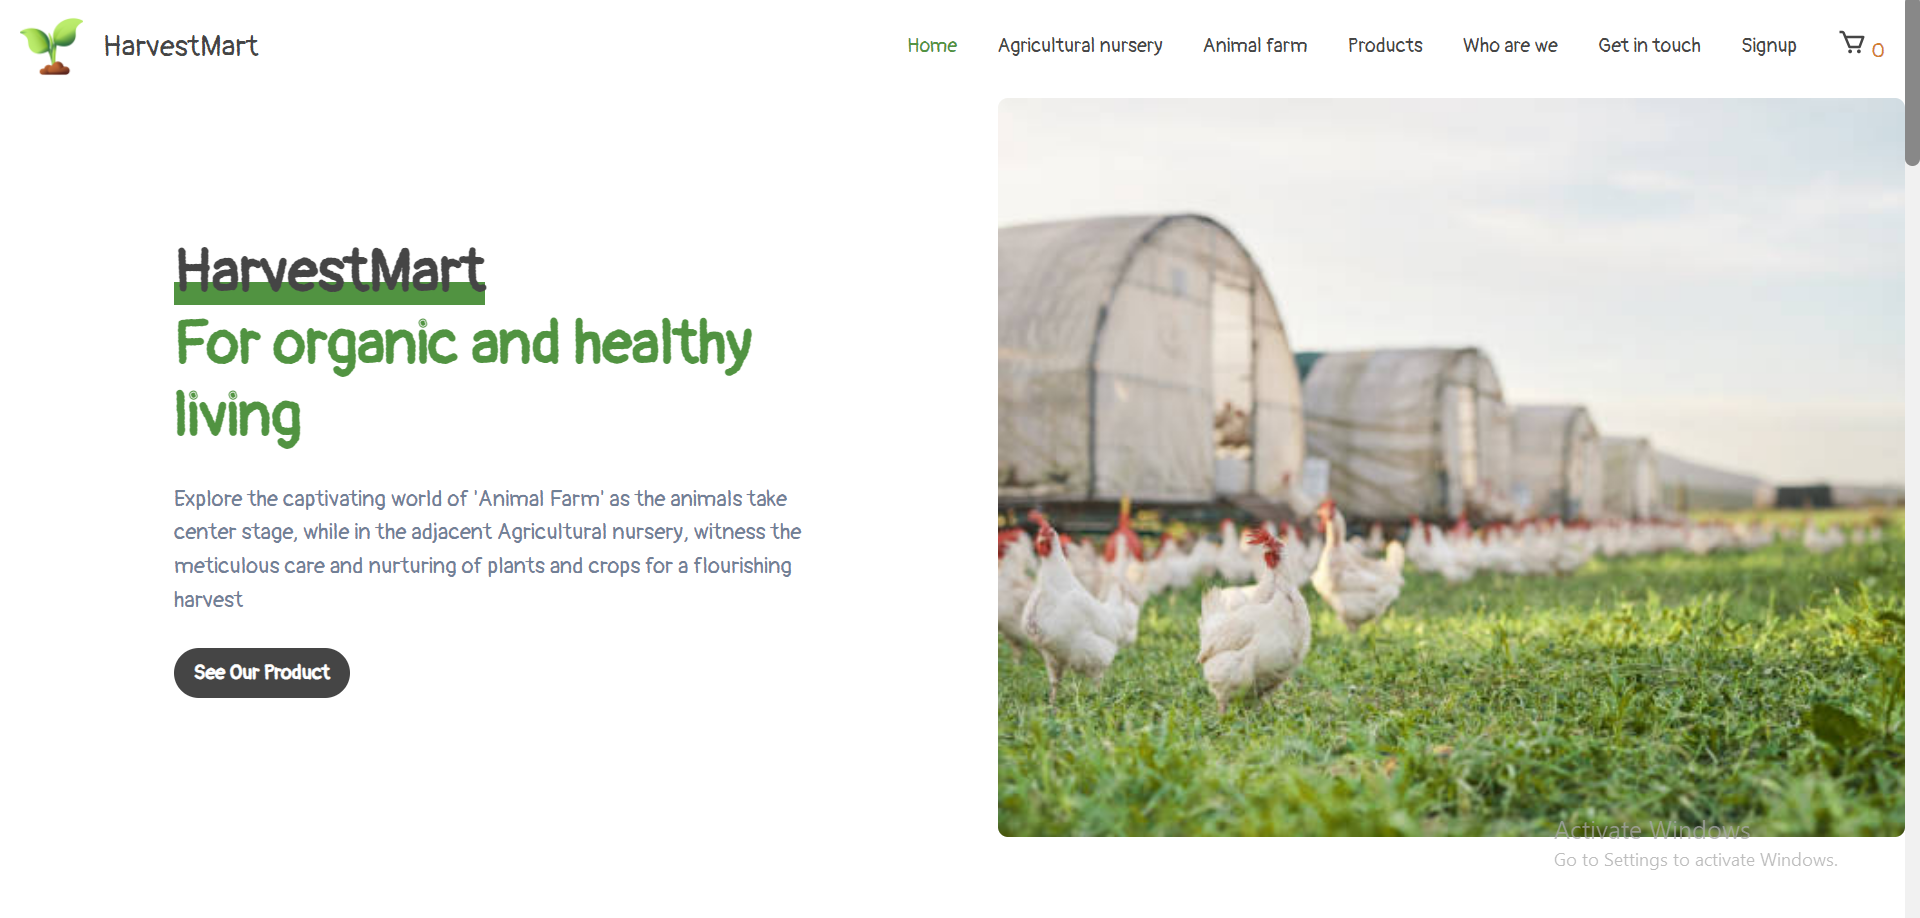 HarvestMart
Home
Agricultural nursery
Animal farm
Products
Who are we
Get in touch
Signup
0
HarvestMart
For organic and healthy
living
Explore the captivating world of 'Animal Farm' as the animals take
center stage, while in the adjacent Agricultural nursery, witness the
meticulous care and nurturing of plants and crops for a flourishing
harvest
See Our Product
Activate Windows
Go to Settings to activate Windows.